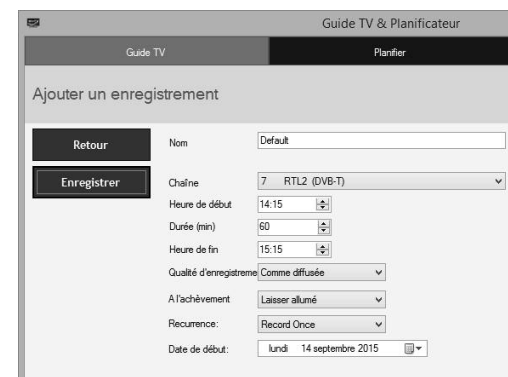 Guide TV & Planificateur
Guide TV
Planifier
Ajouter un enregistrement
Retour
Enregistrer
Nom
Default
Chaîne
7 RTL2 (DVB-T)
Heure de début
14:15
Durée (min)
60
Heure de fin
15:15
Qualité d'enregistreme
Comme diffusée
A l'achèvement
Laisser allumé
Recurrence:
Record Once
Date de début:
lundi 14 septembre 2015